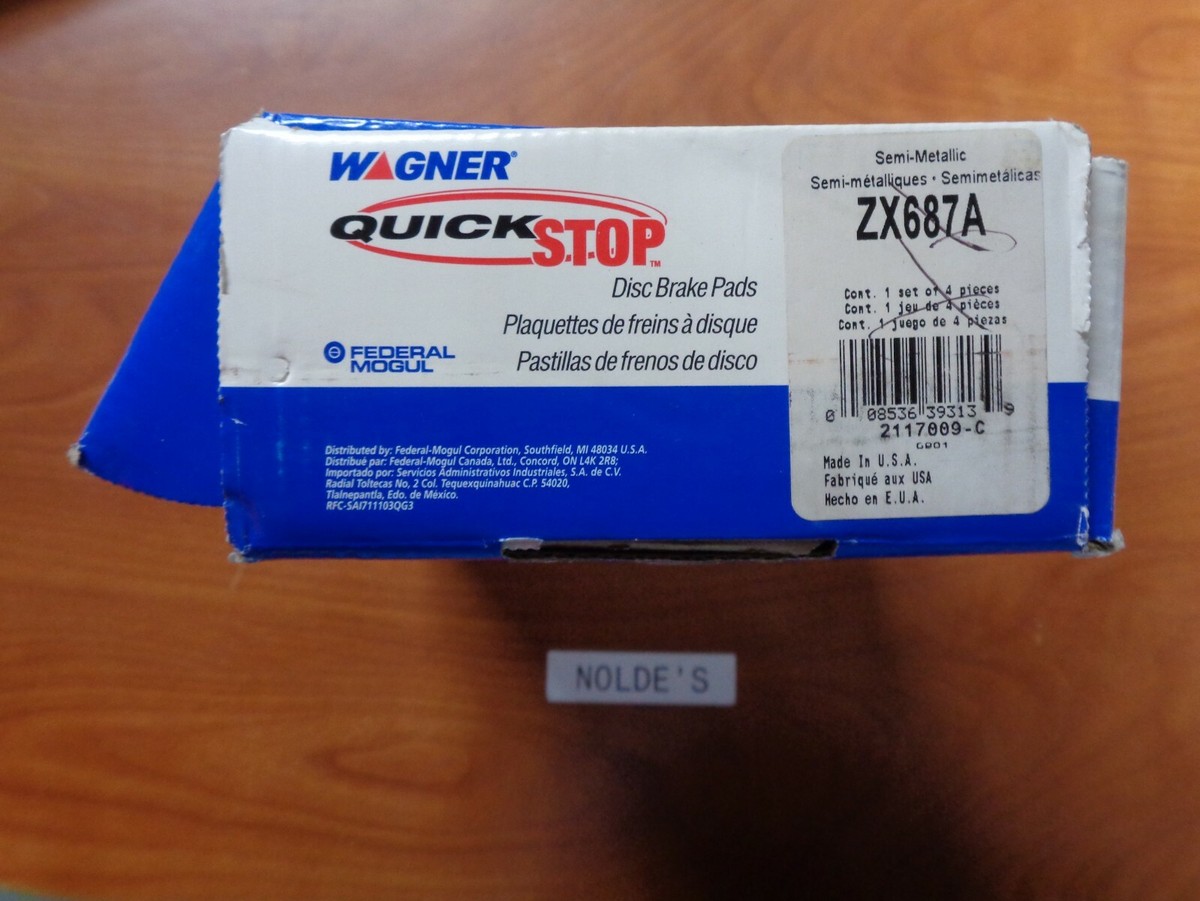 WAGNER®
QUICKSTOP™
Disc Brake Pads
Plaquettes de freins à disque
Pastillas de frenos de disco
FEDERAL
MOGUL
Distributed by: Federal-Mogul Corporation, Southfield, MI 48034 U.S.A.
Distribué par: Federal-Mogul Canada, Ltd., Concord, ON L4K 2R8;
Importado por: Servicios Administrativos Industriales, S.A. de C.V.
Radial Toltecas No, 2 Col. Tequexquinahuac C.P. 54020,
Tlalnepantla, Edo. de México.
RFC-SAI711103QG3
Semi-Metallic
Semi-métalliques · Semimetálicas
ZX687A
Cont. 1 set of 4 pieces
Cont. 1 jeu de 4 pièces
Cont. 1 juego de 4 piezas
0 08536 39313 9
2117009-C
Made In U.S.A.
Fabriqué aux USA
Hecho en E.U.A.
NOLDE'S